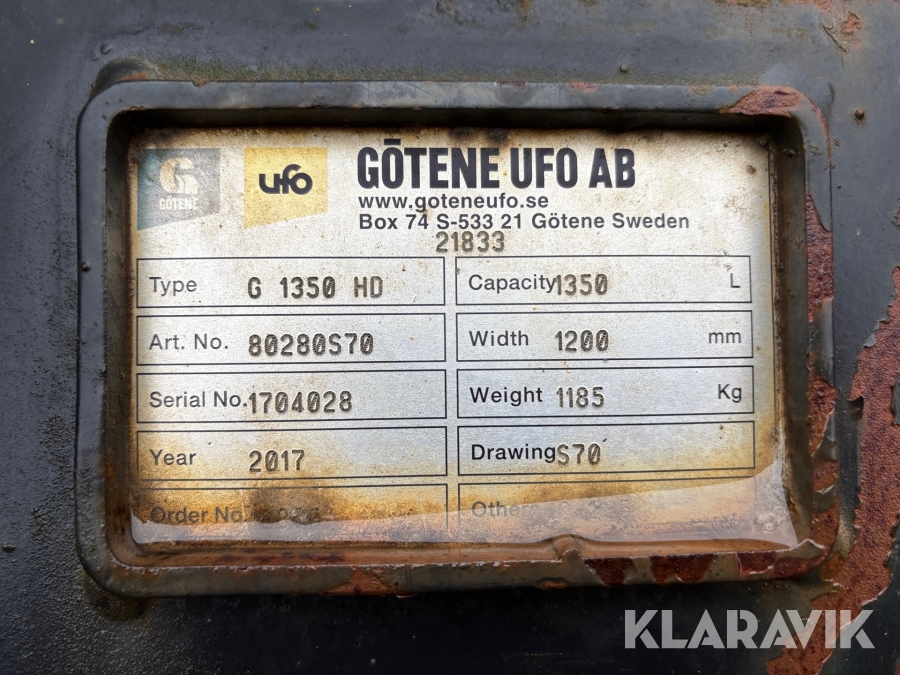 GÖTENE
ufo
GÖTENE UFO AB
www.goteneufo.se
Box 74 S-533 21 Götene Sweden
21833
Type G 1350 HD
Capacity 1350 L
Art. No. 80280S70
Width 1200 mm
Serial No. 1704028
Weight 1185 Kg
Year 2017
Drawing S70
Order No
Other
KLARAVIK